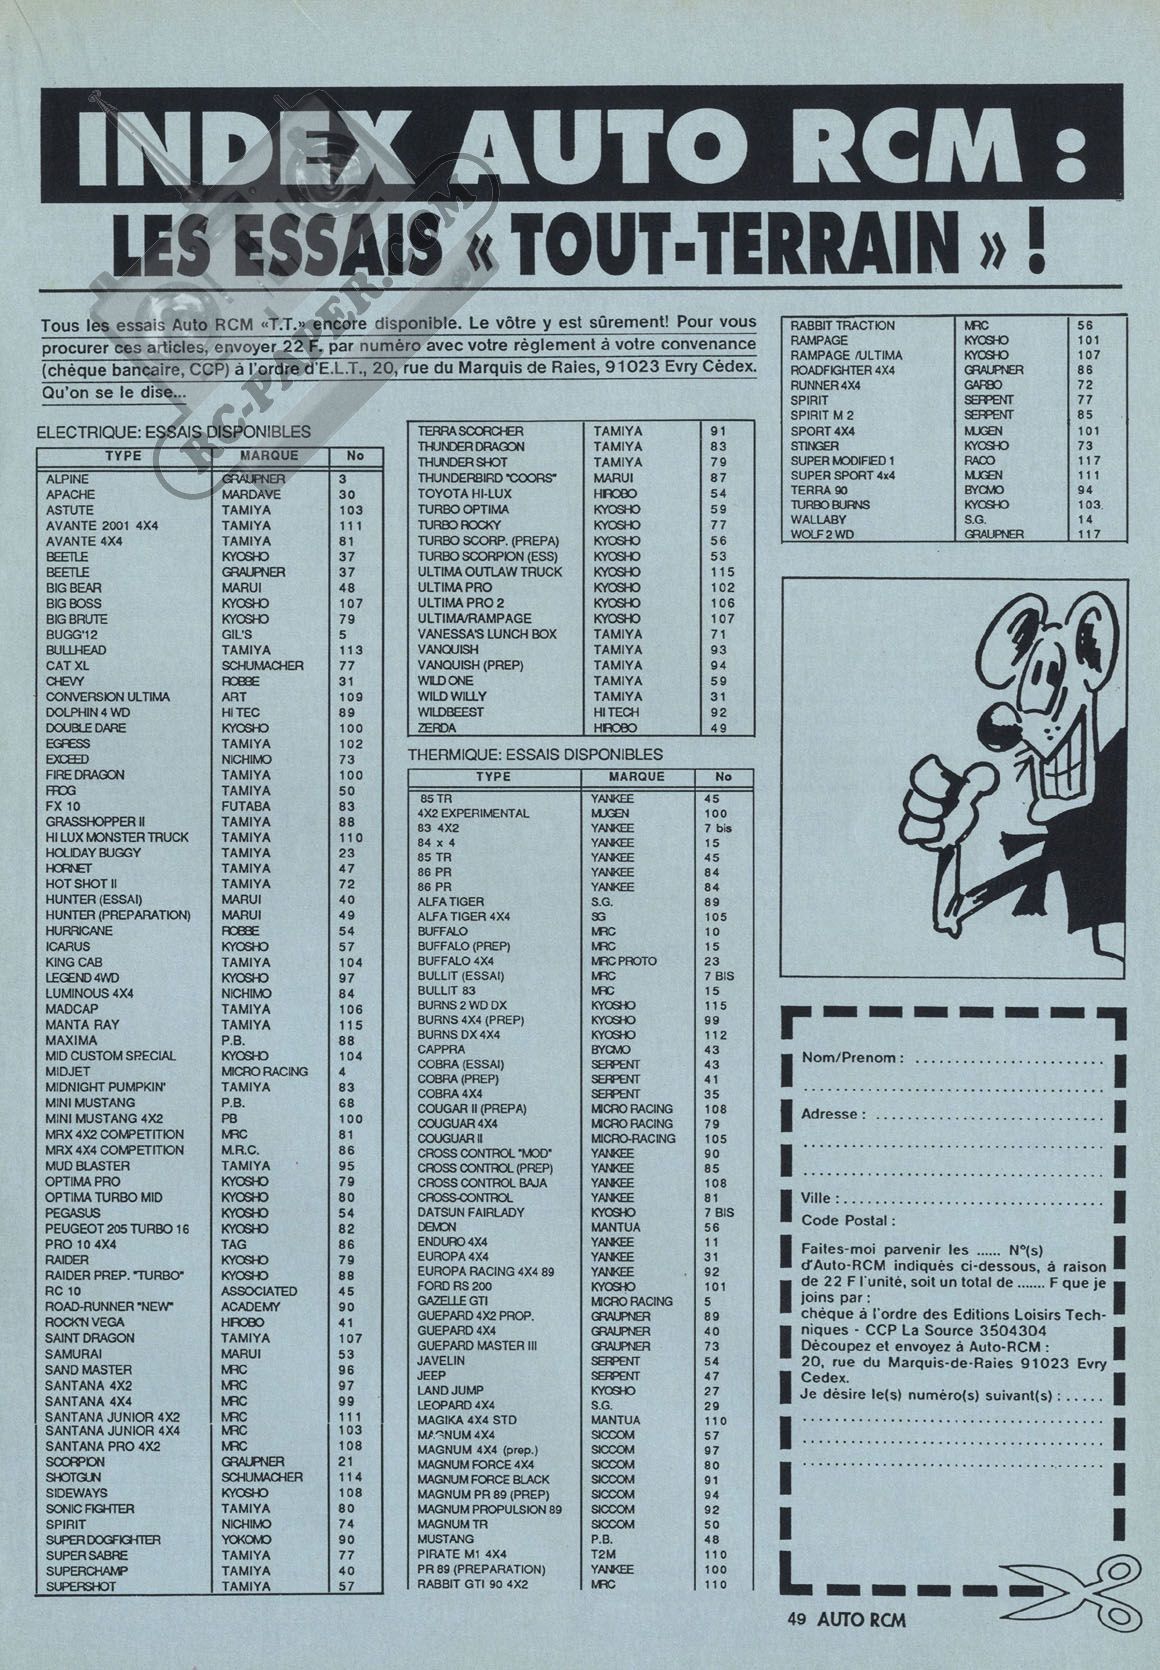 INDEX AUTO RCM :
LES ESSAIS « TOUT-TERRAIN » !
Tous les essais Auto RCM «T.T.» encore disponible. Le vôtre y est sûrement! Pour vous
procurer ces articles, envoyer 22 F. par numéro avec votre règlement à votre convenance
(chèque bancaire, CCP) à l'ordre d'E.L.T., 20, rue du Marquis de Raies, 91023 Evry Cédex.
Qu'on se le dise...
RC-PAPER.COM
ELECTRIQUE: ESSAIS DISPONIBLES
TYPE MARQUE No
ALPINE GRAUPNER 3
APACHE MARDAVE 30
ASTUTE TAMIYA 103
AVANTE 2001 4X4 TAMIYA 111
AVANTE 4X4 TAMIYA 81
BEETLE KYOSHO 37
BEETLE GRAUPNER 37
BIG BEAR MARUI 48
BIG BOSS KYOSHO 107
BIG BRUTE KYOSHO 79
BUGG'12 GIL'S 5
BULLHEAD TAMIYA 113
CAT XL SCHUMACHER 77
CHEVY ROBBE 31
CONVERSION ULTIMA ART 109
DOLPHIN 4 WD HI TEC 89
DOUBLE DARE KYOSHO 100
EGRESS TAMIYA 102
EXCEED NICHIMO 73
FIRE DRAGON TAMIYA 100
FROG TAMIYA 50
FX 10 FUTABA 83
GRASSHOPPER II TAMIYA 88
HI LUX MONSTER TRUCK TAMIYA 110
HOLIDAY BUGGY TAMIYA 23
HORNET TAMIYA 47
HOT SHOT II TAMIYA 72
HUNTER (ESSAI) MARUI 40
HUNTER (PREPARATION) MARUI 49
HURRICANE ROBBE 54
ICARUS KYOSHO 57
KING CAB TAMIYA 104
LEGEND 4WD KYOSHO 97
LUMINOUS 4X4 NICHIMO 84
MADCAP TAMIYA 106
MANTA RAY TAMIYA 115
MAXIMA P.B. 88
MID CUSTOM SPECIAL KYOSHO 104
MIDJET MICRO RACING 4
MIDNIGHT PUMPKIN' TAMIYA 83
MINI MUSTANG P.B. 68
MINI MUSTANG 4X2 PB 100
MRX 4X2 COMPETITION MRC 81
MRX 4X4 COMPETITION M.R.C. 86
MUD BLASTER TAMIYA 95
OPTIMA PRO KYOSHO 79
OPTIMA TURBO MID KYOSHO 80
PEGASUS KYOSHO 54
PEUGEOT 205 TURBO 16 KYOSHO 82
PRO 10 4X4 TAG 86
RAIDER KYOSHO 79
RAIDER PREP. "TURBO" KYOSHO 88
RC 10 ASSOCIATED 45
ROAD-RUNNER "NEW" ACADEMY 90
ROCK'N VEGA HIROBO 41
SAINT DRAGON TAMIYA 107
SAMURAI MARUI 53
SAND MASTER MRC 96
SANTANA 4X2 MRC 97
SANTANA 4X4 MRC 99
SANTANA JUNIOR 4X2 MRC 111
SANTANA JUNIOR 4X4 MRC 103
SANTANA PRO 4X2 MRC 108
SCORPION GRAUPNER 21
SHOTGUN SCHUMACHER 114
SIDEWAYS KYOSHO 108
SONIC FIGHTER TAMIYA 80
SPIRIT NICHIMO 74
SUPER DOGFIGHTER YOKOMO 90
SUPER SABRE TAMIYA 77
SUPERCHAMP TAMIYA 40
SUPERSHOT TAMIYA 57
TERRA SCORCHER TAMIYA 91
THUNDER DRAGON TAMIYA 83
THUNDER SHOT TAMIYA 79
THUNDERBIRD "COORS" MARUI 87
TOYOTA HI-LUX HIROBO 54
TURBO OPTIMA KYOSHO 59
TURBO ROCKY KYOSHO 77
TURBO SCORP. (PREPA) KYOSHO 56
TURBO SCORPION (ESS) KYOSHO 53
ULTIMA OUTLAW TRUCK KYOSHO 115
ULTIMA PRO KYOSHO 102
ULTIMA PRO 2 KYOSHO 106
ULTIMA/RAMPAGE KYOSHO 107
VANESSA'S LUNCH BOX TAMIYA 71
VANQUISH TAMIYA 93
VANQUISH (PREP) TAMIYA 94
WILD ONE TAMIYA 59
WILD WILLY TAMIYA 31
WILDBEEST HI TECH 92
ZERDA HIROBO 49
THERMIQUE: ESSAIS DISPONIBLES
TYPE MARQUE No
85 TR YANKEE 45
4X2 EXPERIMENTAL MUGEN 100
83 4X2 YANKEE 7 bis
84 x 4 YANKEE 15
85 TR YANKEE 45
86 PR YANKEE 84
86 PR YANKEE 84
ALFA TIGER S.G. 89
ALFA TIGER 4X4 SG 105
BUFFALO MRC 10
BUFFALO (PREP) MRC 15
BUFFALO 4X4 MRC PROTO 23
BULLIT (ESSAI) MRC 7 BIS
BULLIT 83 MRC 15
BURNS 2 WD DX KYOSHO 115
BURNS 4X4 (PREP) KYOSHO 99
BURNS DX 4X4 KYOSHO 112
CAPPRA BYCMO 43
COBRA (ESSAI) SERPENT 43
COBRA (PREP) SERPENT 41
COBRA 4X4 SERPENT 35
COUGAR II (PREPA) MICRO RACING 108
COUGUAR 4X4 MICRO RACING 79
COUGUAR II MICRO-RACING 105
CROSS CONTROL "MOD" YANKEE 90
CROSS CONTROL (PREP) YANKEE 85
CROSS CONTROL BAJA YANKEE 108
CROSS-CONTROL YANKEE 81
DATSUN FAIRLADY KYOSHO 7 BIS
DEMON MANTUA 56
ENDURO 4X4 YANKEE 11
EUROPA 4X4 YANKEE 31
EUROPA RACING 4X4 89 YANKEE 92
FORD RS 200 KYOSHO 101
GAZELLE GTI MICRO RACING 5
GUEPARD 4X2 PROP. GRAUPNER 89
GUEPARD 4X4 GRAUPNER 40
GUEPARD MASTER III GRAUPNER 73
JAVELIN SERPENT 54
JEEP SERPENT 47
LAND JUMP KYOSHO 27
LEOPARD 4X4 S.G. 29
MAGIKA 4X4 STD MANTUA 110
MAGNUM 4X4 SICCOM 57
MAGNUM 4X4 (prep.) SICCOM 97
MAGNUM FORCE 4X4 SICCOM 80
MAGNUM FORCE BLACK SICCOM 91
MAGNUM PR 89 (PREP) SICCOM 94
MAGNUM PROPULSION 89 SICCOM 92
MAGNUM TR SICCOM 50
MUSTANG P.B. 48
PIRATE M1 4X4 T2M 110
PR 89 (PREPARATION) YANKEE 100
RABBIT GTI 90 4X2 MRC 110
RABBIT TRACTION MRC 56
RAMPAGE KYOSHO 101
RAMPAGE /ULTIMA KYOSHO 107
ROADFIGHTER 4X4 GRAUPNER 86
RUNNER 4X4 GARBO 72
SPIRIT SERPENT 77
SPIRIT M 2 SERPENT 85
SPORT 4X4 MUGEN 101
STINGER KYOSHO 73
SUPER MODIFIED 1 RACO 117
SUPER SPORT 4x4 MUGEN 111
TERRA 90 BYCMO 94
TURBO BURNS KYOSHO 103
WALLABY S.G. 14
WOLF 2 WD GRAUPNER 117
Nom/Prenom : ........................
........................
Adresse : ........................
........................
........................
Ville : ........................
Code Postal :
Faites-moi parvenir les ...... N°(s)
d'Auto-RCM indiqués ci-dessous, à raison
de 22 F l'unité, soit un total de ....... F que je
joins par :
chèque à l'ordre des Editions Loisirs Tech-
niques - CCP La Source 3504304
Découpez et envoyez à Auto-RCM :
20, rue du Marquis-de-Raies 91023 Evry
Cedex.
Je désire le(s) numéro(s) suivant(s) : .....
........................
........................
........................
49 AUTO RCM